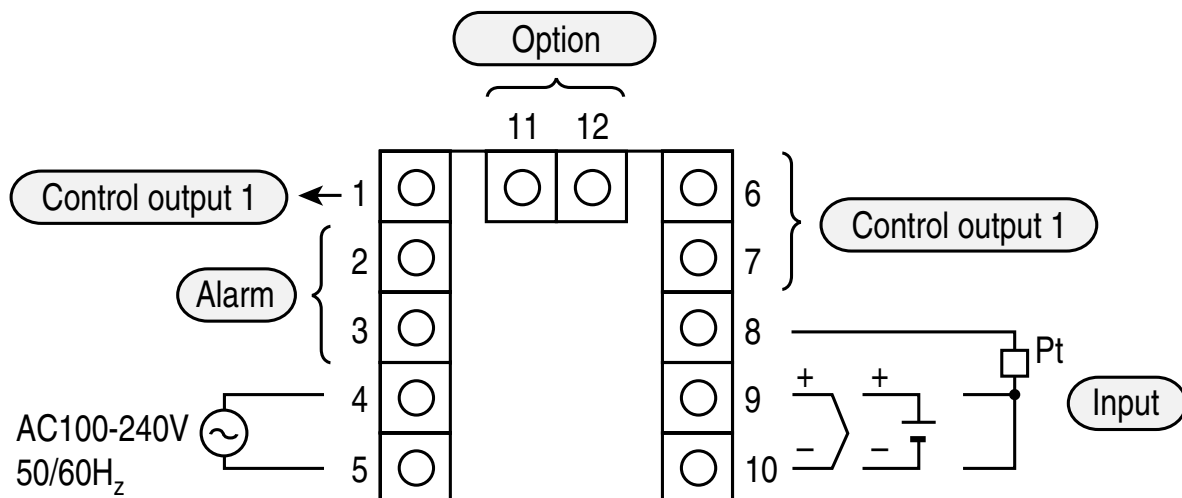 Option
11 12
Control output 1
1
6
Control output 1
2
7
Alarm
3
8
Pt
4
9
+ +
Input
AC100-240V
50/60Hz
5
10
– –